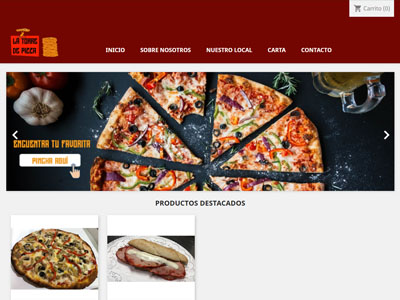 Carrito (0)
LA TORRE
DE PIZZA
INICIO SOBRE NOSOTROS NUESTRO LOCAL CARTA CONTACTO
ENCUENTRA TU FAVORITA
PINCHA AQUÍ
PRODUCTOS DESTACADOS